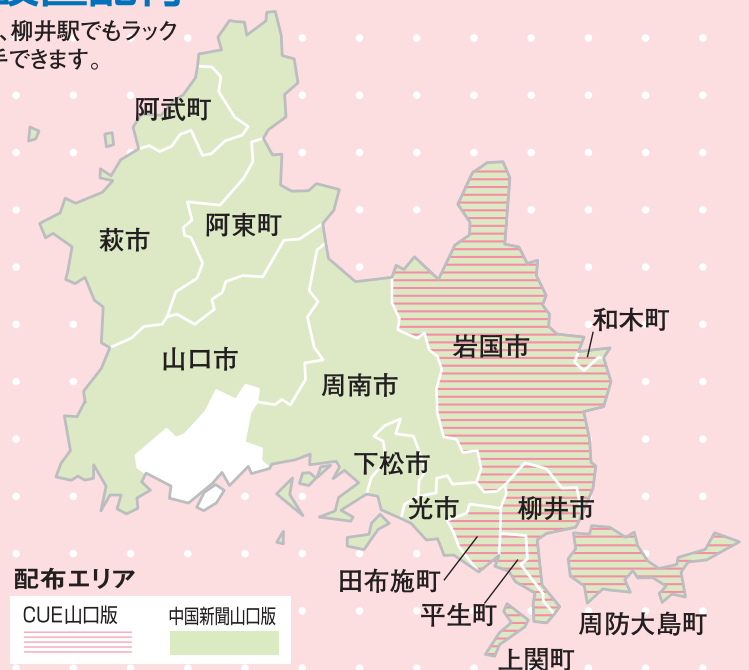 、柳井駅でもラック
できます。
阿武町
萩市
阿東町
山口市
周南市
岩国市
和木町
下松市
光市
柳井市
田布施町
平生町
周防大島町
上関町
配布エリア
CUE山口版
中国新聞山口版